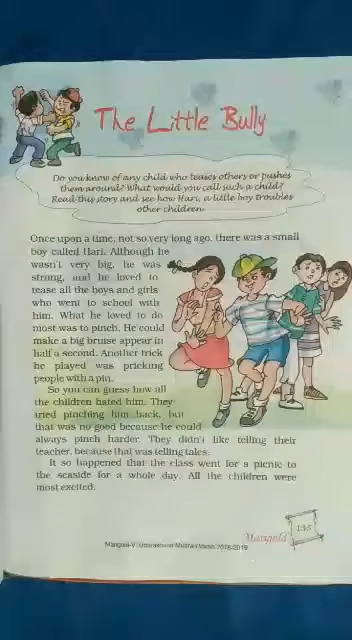 The Little Bully
Do you know of any child who teases others or pushes
them around? What would you call such a child?
Read this story and see how Hari, a little boy troubles
other children.
Once upon a time, not so very long ago, there was a small
boy called Hari. Although he
wasn't very big, he was
strong, and he loved to
tease all the boys and girls
who went to school with
him. What he loved to do
most was to pinch. He could
make a big bruise appear in
half a second. Another trick
he played was pricking
people with a pin.
So you can guess how all
the children hated him. They
tried pinching him back, but
that was no good because he could
always pinch harder. They didn't like telling their
teacher, because that was telling tales.
It so happened that the class went for a picnic to
the seaside for a whole day. All the children were
most excited.
Marigold
135
2018-2019